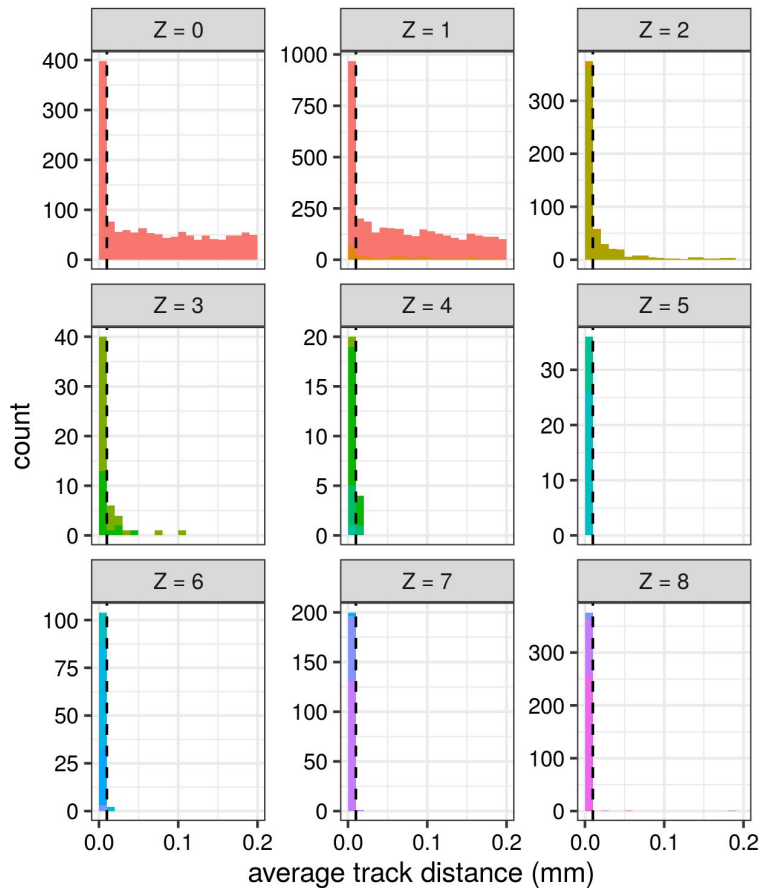 Z = 0 Z = 1 Z = 2
400 300 200 100 0
1000 750 500 250 0
300 200 100 0
Z = 3 Z = 4 Z = 5
40 30 20 10 0
20 15 10 5 0
30 20 10 0
Z = 6 Z = 7 Z = 8
100 75 50 25 0
200 150 100 50 0
300 200 100 0
0.0 0.1 0.2 0.0 0.1 0.2 0.0 0.1 0.2
count
average track distance (mm)